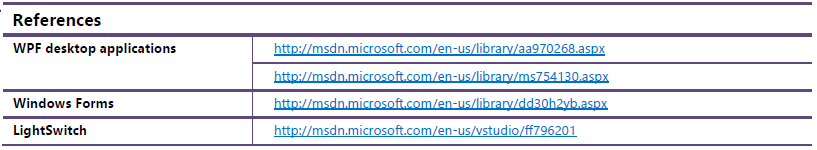 References
WPF desktop applications http://msdn.microsoft.com/en-us/library/aa970268.aspx
http://msdn.microsoft.com/en-us/library/ms754130.aspx
Windows Forms http://msdn.microsoft.com/en-us/library/dd30h2yb.aspx
LightSwitch http://msdn.microsoft.com/en-us/vstudio/ff796201